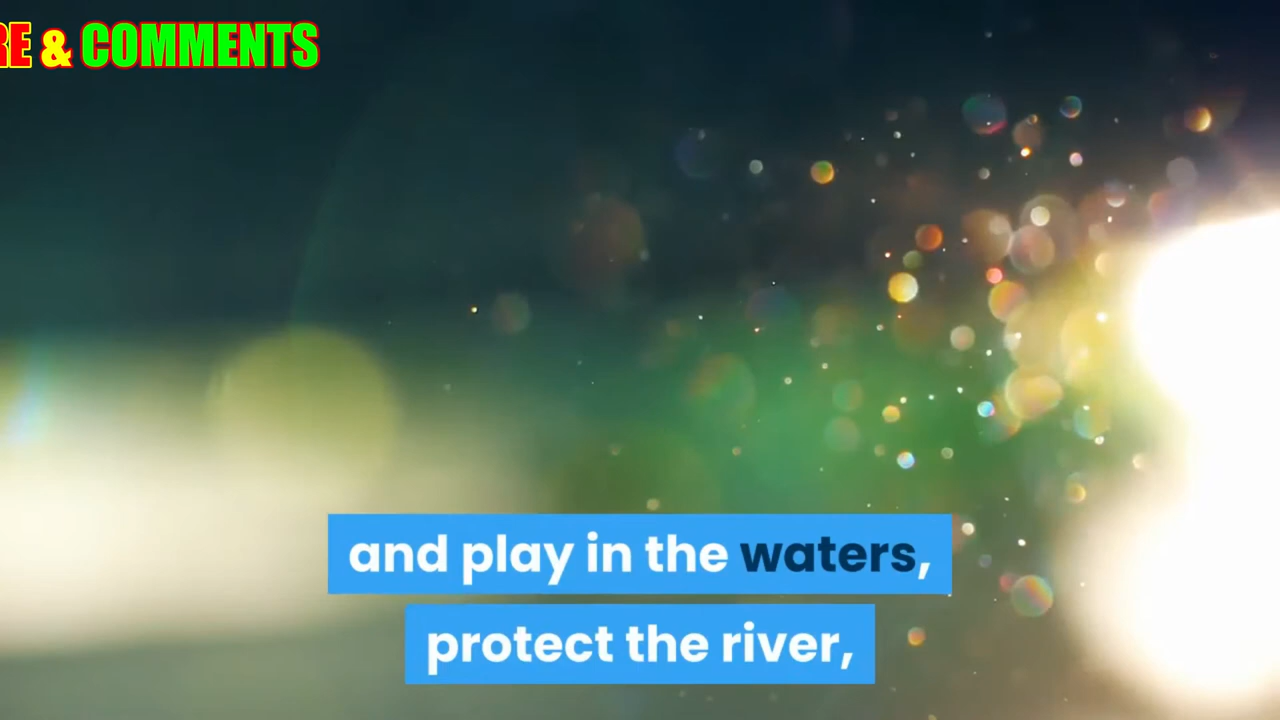 RE & COMMENTS
and play in the waters,
protect the river,